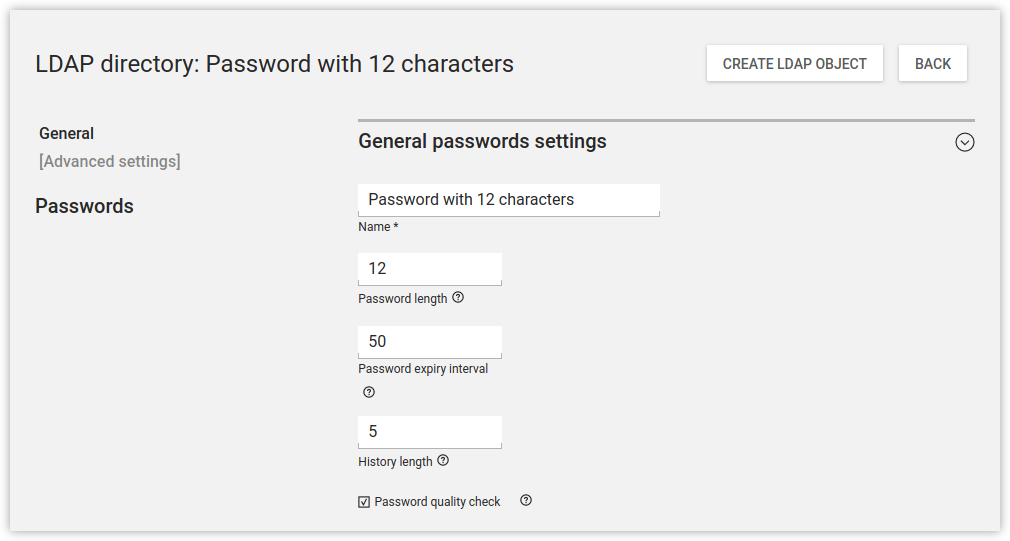 LDAP directory: Password with 12 characters
CREATE LDAP OBJECT
BACK
General
[Advanced settings]
Passwords
General passwords settings
Password with 12 characters
Name *
12
Password length
50
Password expiry interval
5
History length
Password quality check